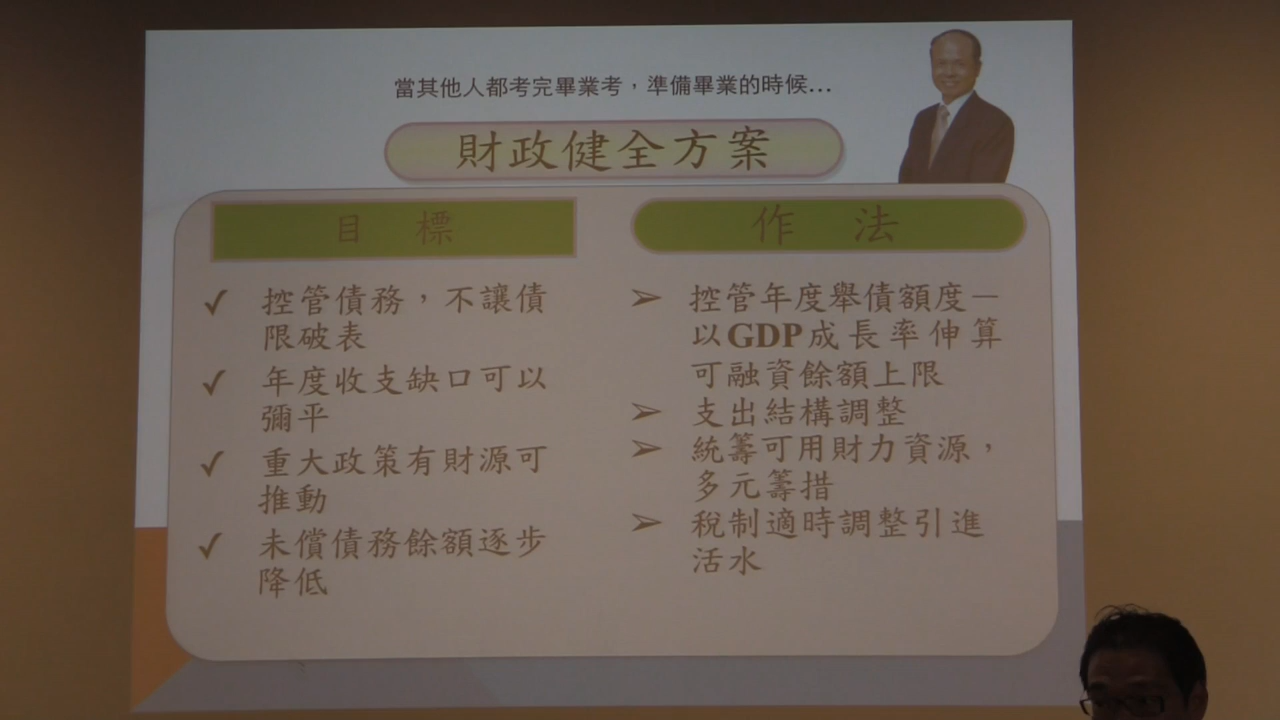 當其他人都考完畢業考,準備畢業的時候...
財政健全方案
目 標
✓ 控管債務,不讓債
限破表
✓ 年度收支缺口可以
彌平
✓ 重大政策有財源可
推動
✓ 未償債務餘額逐步
降低
作 法
➢ 控管年度舉債額度－
以GDP成長率伸算
可融資餘額上限
➢ 支出結構調整
➢ 統籌可用財力資源,
多元籌措
➢ 稅制適時調整引進
活水